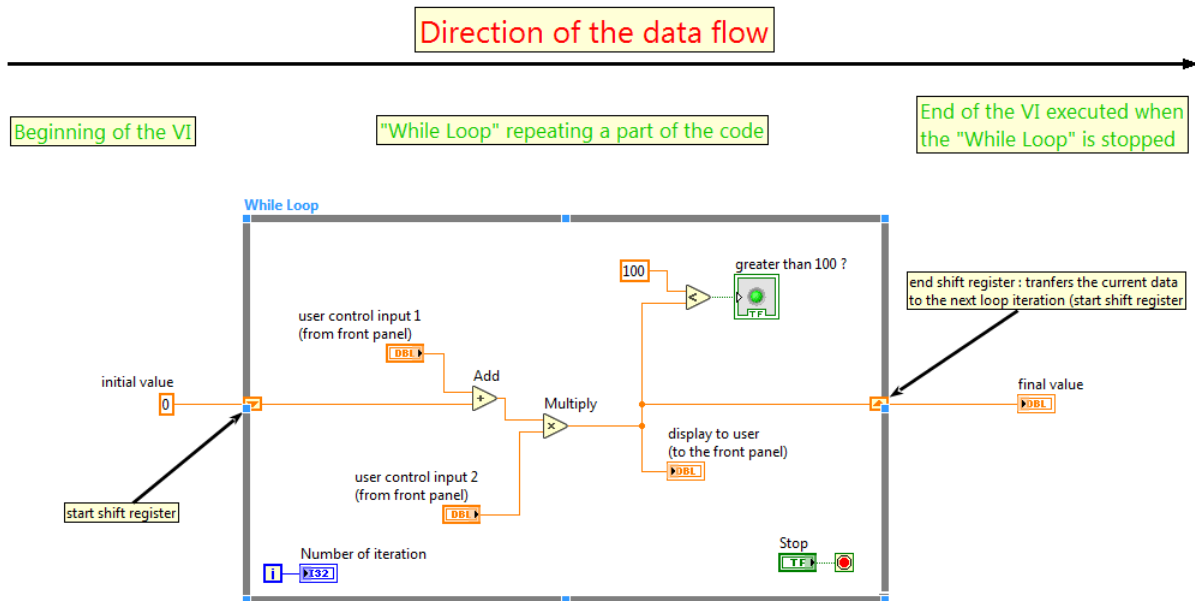 Direction of the data flow
Beginning of the VI
"While Loop" repeating a part of the code
End of the VI executed when
the "While Loop" is stopped
While Loop
greater than 100 ?
100
<
TF
end shift register : tranfers the current data
to the next loop iteration (start shift register
user control input 1
(from front panel)
DBL
initial value
0
Add
+
Multiply
×
final value
DBL
display to user
(to the front panel)
DBL
user control input 2
(from front panel)
DBL
start shift register
Number of iteration
i
I32
Stop
TF